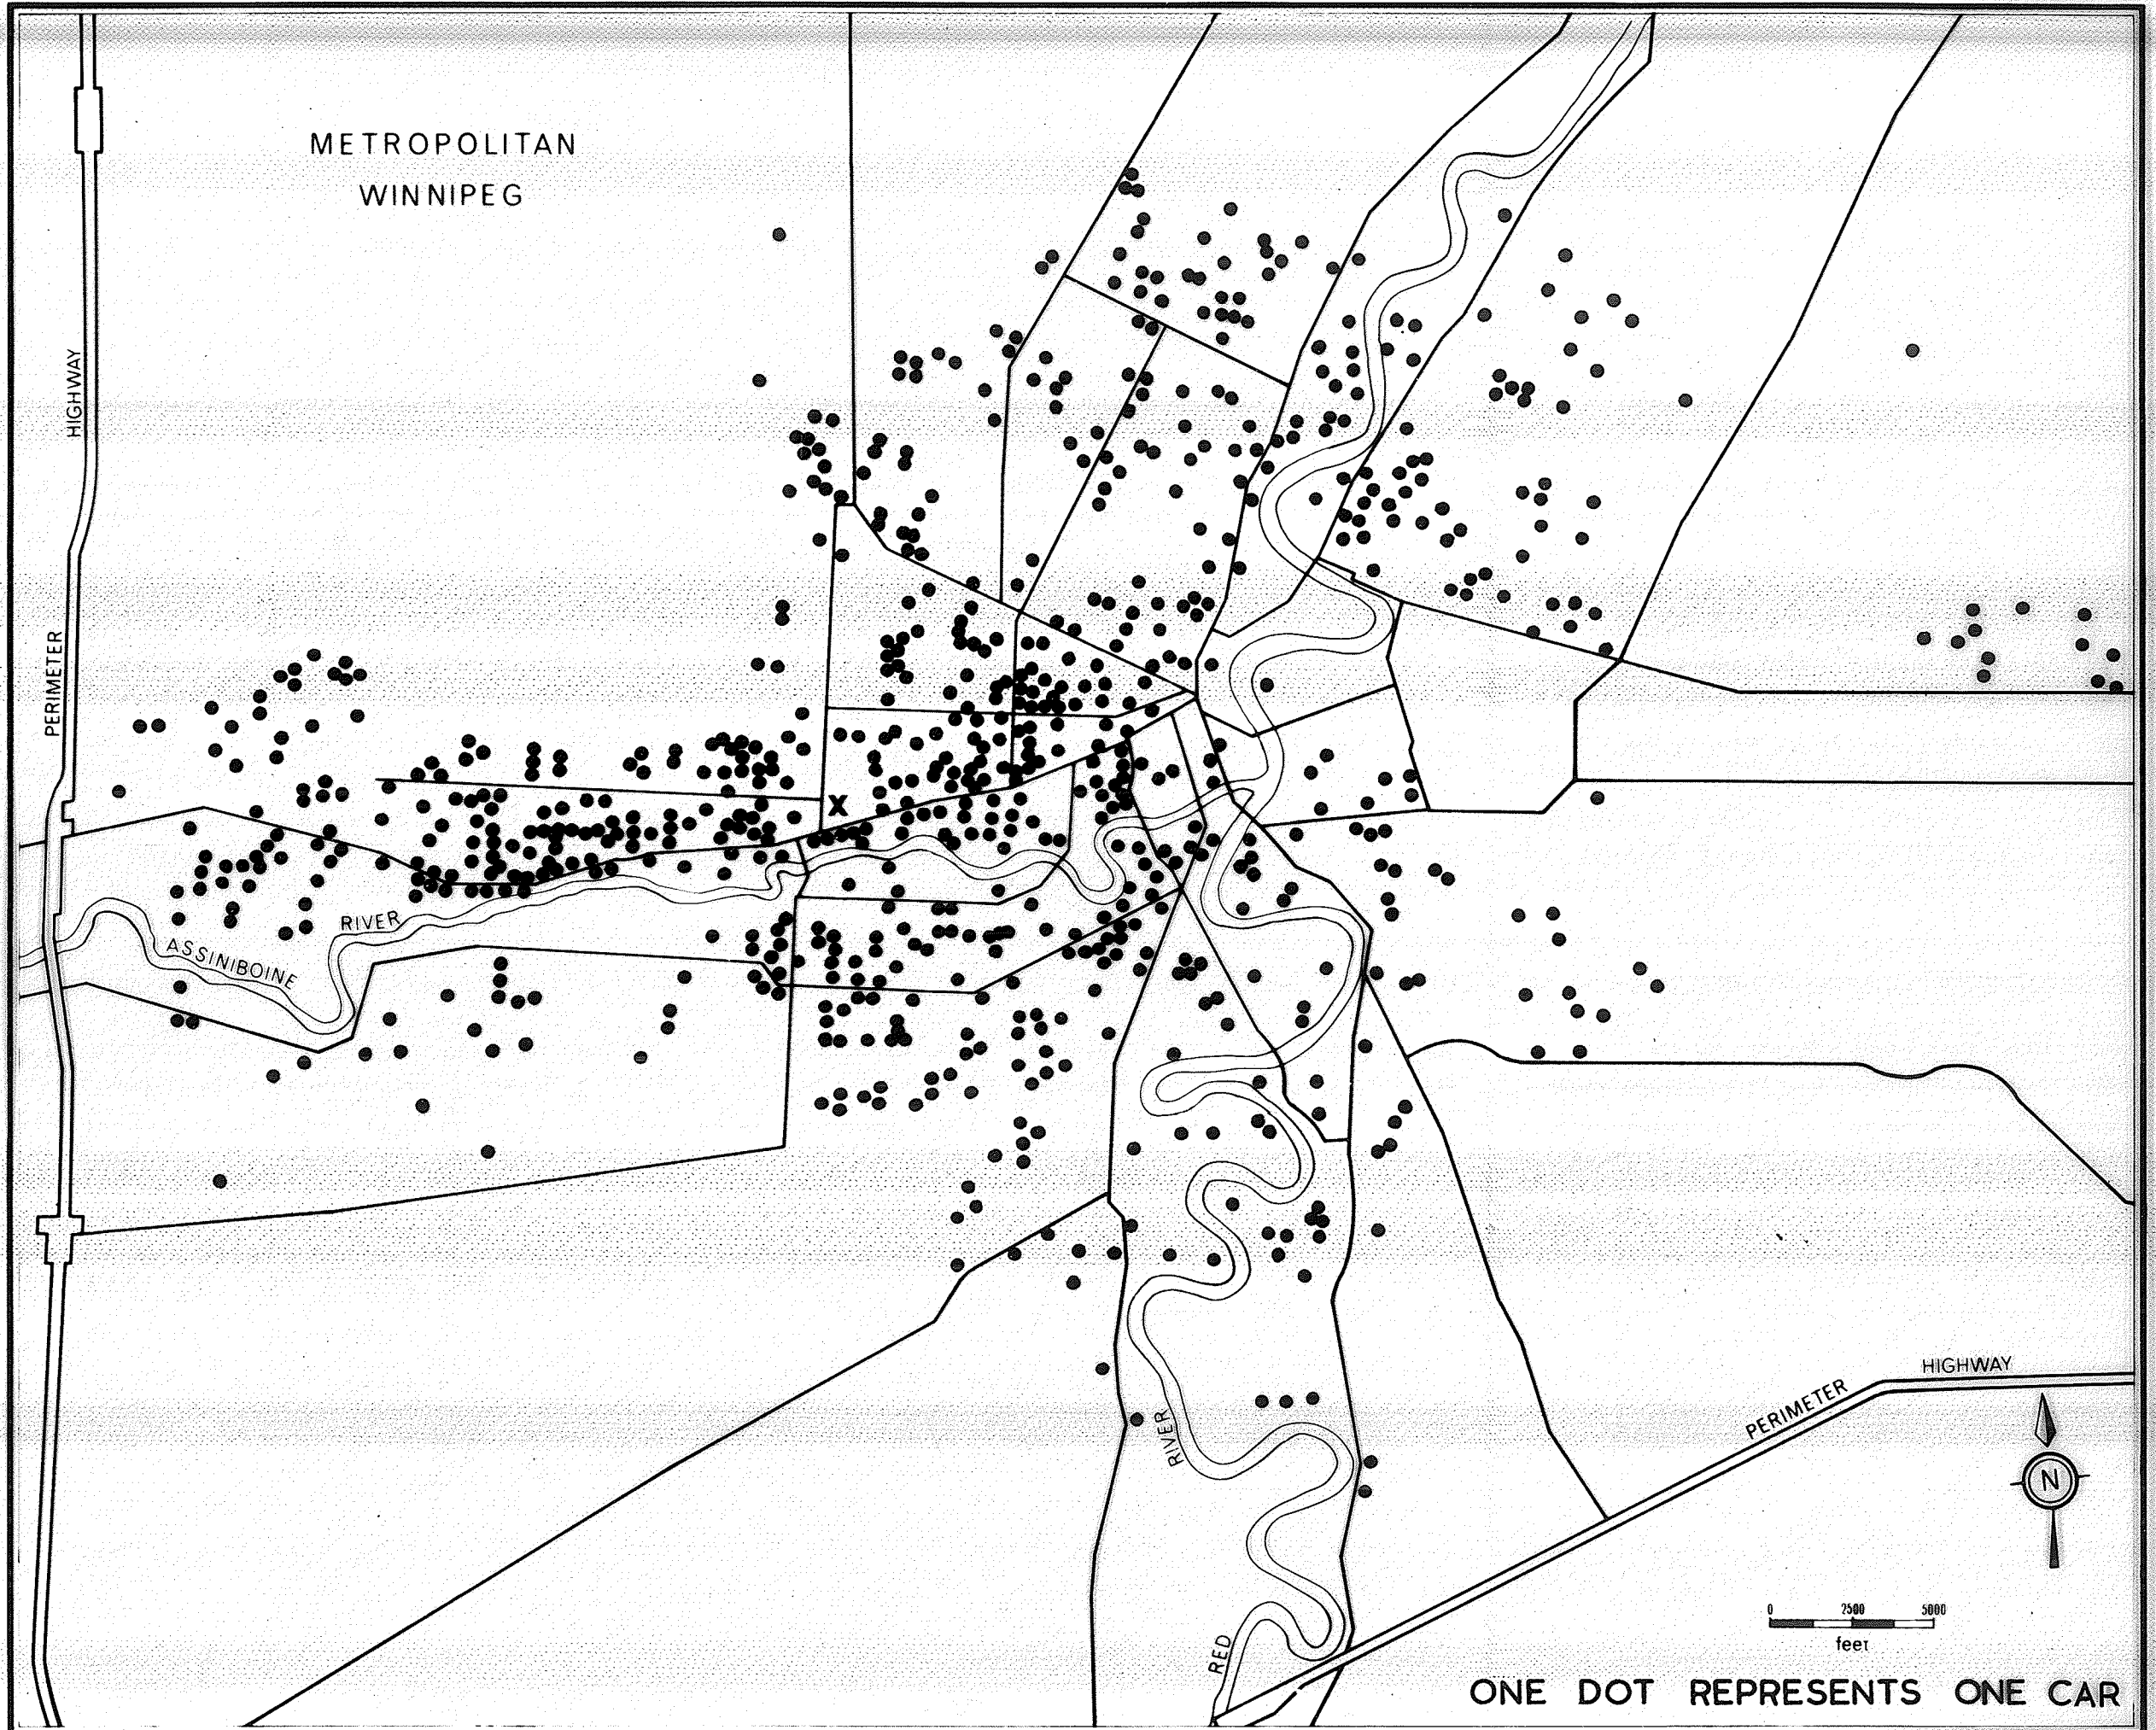 METROPOLITAN
WINNIPEG
HIGHWAY
PERIMETER
X
RIVER
ASSINIBOINE
HIGHWAY
PERIMETER
RIVER
N
0 2500 5000
feet
RED
ONE DOT REPRESENTS ONE CAR